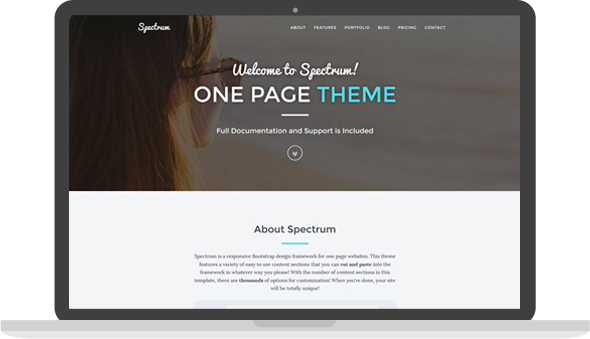 Spectrum ABOUT FEATURES PORTFOLIO BLOG PRICING CONTACT
Welcome to Spectrum!
ONE PAGE THEME
Full Documentation and Support is Included
About Spectrum
Spectrum is a responsive Bootstrap design framework for one page websites. This theme
features a variety of easy to use content sections that you can cut and paste into the
framework in whatever way you please! With the number of content sections in this
template, there are thousands of options for customization! When you're done, your site
will be totally unique!